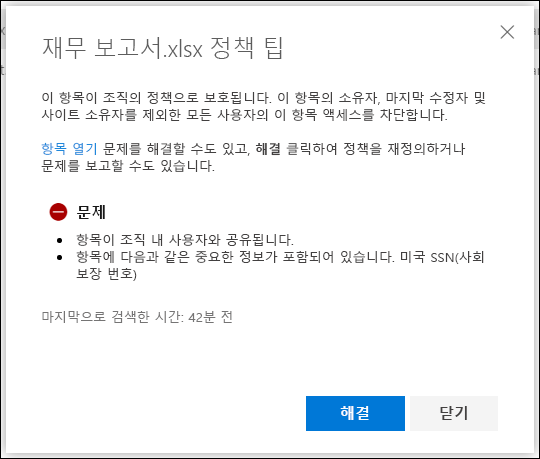 재무 보고서.xlsx 정책 팁
이 항목이 조직의 정책으로 보호됩니다. 이 항목의 소유자, 마지막 수정자 및
사이트 소유자를 제외한 모든 사용자의 이 항목 액세스를 차단합니다.
항목 열기 문제를 해결할 수도 있고, 해결 클릭하여 정책을 재정의하거나
문제를 보고할 수도 있습니다.
문제
• 항목이 조직 내 사용자와 공유됩니다.
• 항목에 다음과 같은 중요한 정보가 포함되어 있습니다. 미국 SSN(사회
보장 번호)
마지막으로 검색한 시간: 42분 전
해결 닫기